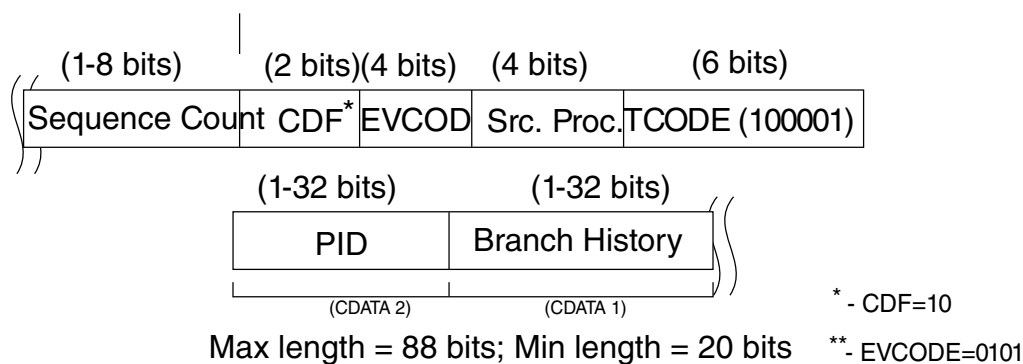 (1-8 bits) (2 bits)(4 bits) (4 bits) (6 bits)
Sequence Count CDF* EVCOD Src. Proc. TCODE (100001)
(1-32 bits) (1-32 bits)
PID Branch History
(CDATA 2) (CDATA 1)
* - CDF=10
Max length = 88 bits; Min length = 20 bits **- EVCODE=0101